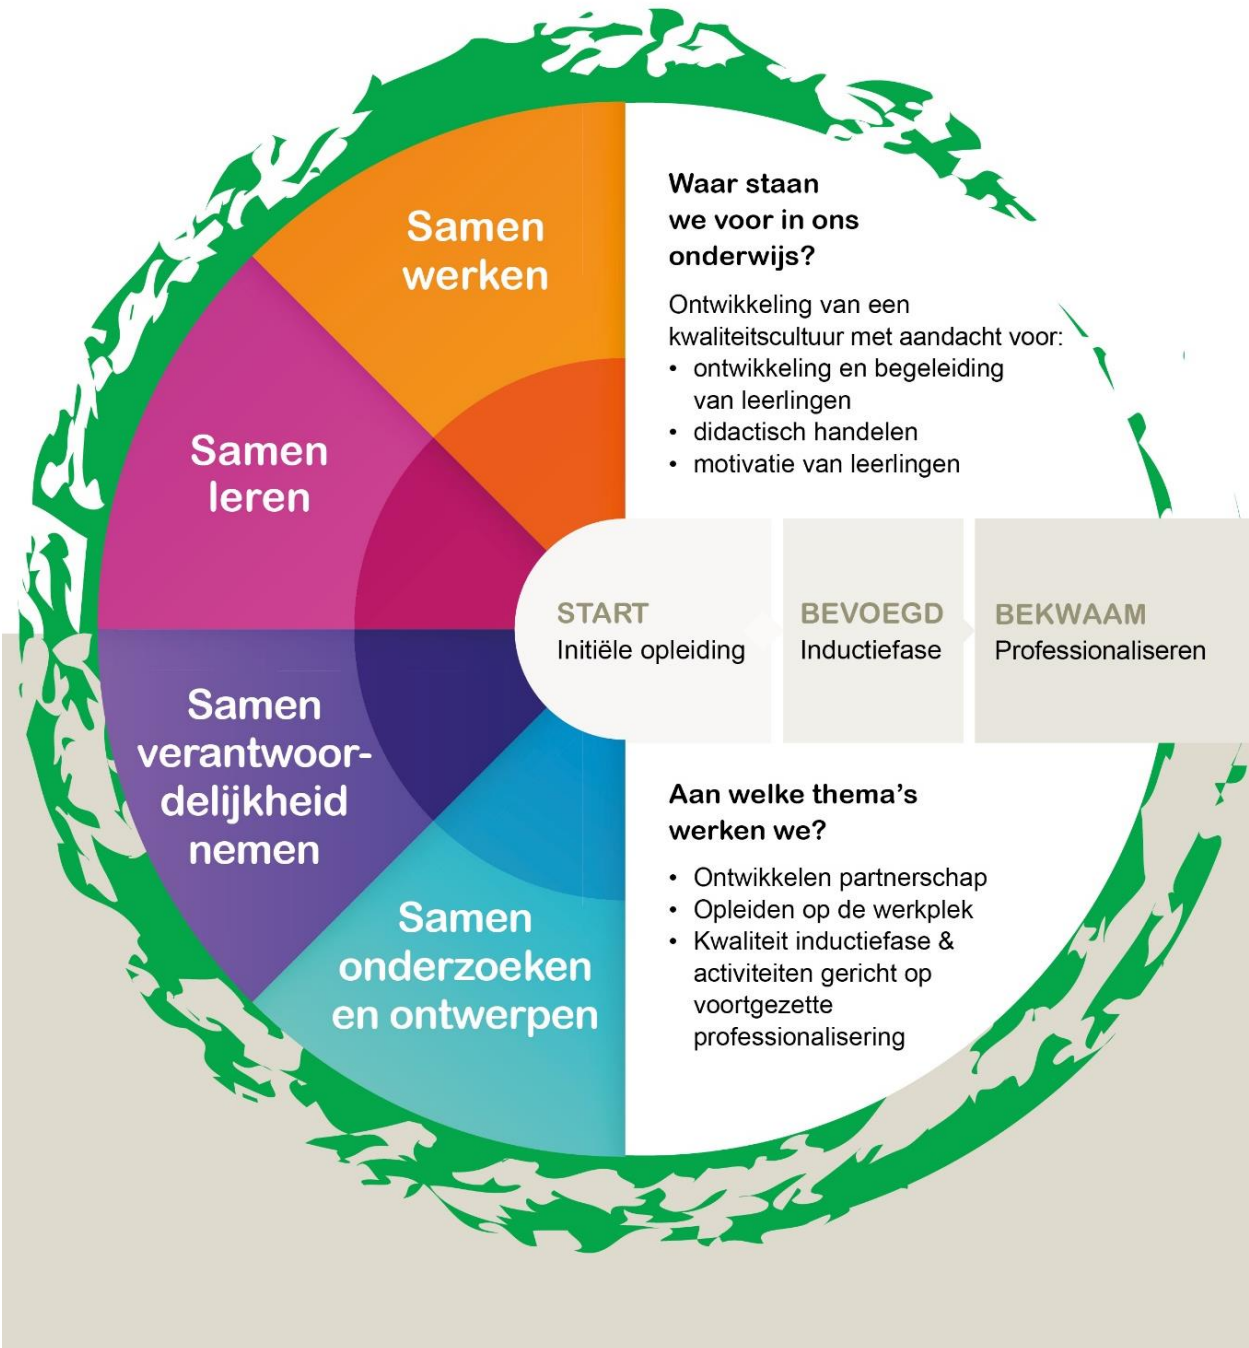 Samen
werken
Samen
leren
Samen
verantwoor-
delijkheid
nemen
Samen
onderzoeken
en ontwerpen
Waar staan
we voor in ons
onderwijs?
Ontwikkeling van een
kwaliteitscultuur met aandacht voor:
• ontwikkeling en begeleiding
van leerlingen
• didactisch handelen
• motivatie van leerlingen
START
Initiële opleiding
BEVOEGD
Inductiefase
BEKWAAM
Professionaliseren
Aan welke thema's
werken we?
• Ontwikkelen partnerschap
• Opleiden op de werkplek
• Kwaliteit inductiefase &
activiteiten gericht op
voortgezette
professionalisering